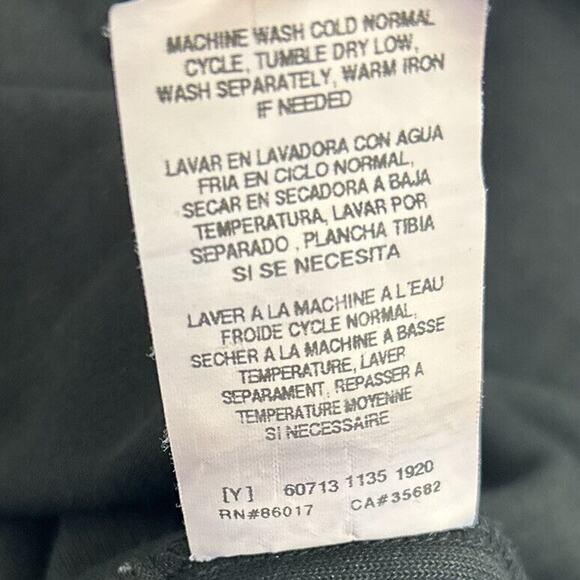 MACHINE WASH COLD NORMAL
CYCLE, TUMBLE DRY LOW,
WASH SEPARATELY, WARM IRON
IF NEEDED
LAVAR EN LAVADORA CON AGUA
FRIA EN CICLO NORMAL,
SECAR EN SECADORA A BAJA
TEMPERATURA, LAVAR POR
SEPARADO , PLANCHA TIBIA
SI SE NECESITA
LAVER A LA MACHINE A L'EAU
FROIDE CYCLE NORMAL,
SECHER A LA MACHINE A BASSE
TEMPERATURE, LAVER
SEPARAMENT, REPASSER A
TEMPERATURE MOYENNE
SI NECESSAIRE
[Y] 60713 1135 1920
RN#86017 CA#35682